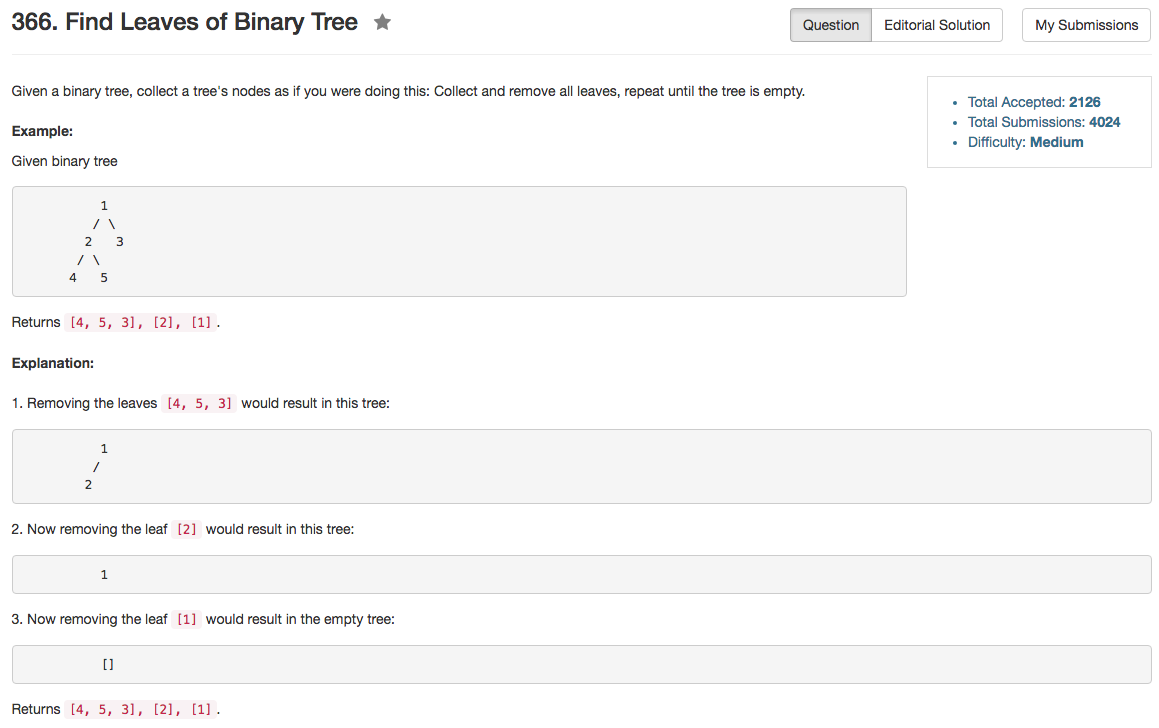 366. Find Leaves of Binary Tree
Question
Editorial Solution
My Submissions
Given a binary tree, collect a tree's nodes as if you were doing this: Collect and remove all leaves, repeat until the tree is empty.
Total Accepted: 2126
Total Submissions: 4024
Difficulty: Medium
Example:
Given binary tree
1
/ \
2   3
/ \
4   5
Returns [4, 5, 3], [2], [1].
Explanation:
1. Removing the leaves [4, 5, 3] would result in this tree:
1
/
2
2. Now removing the leaf [2] would result in this tree:
1
3. Now removing the leaf [1] would result in the empty tree:
[]
Returns [4, 5, 3], [2], [1].